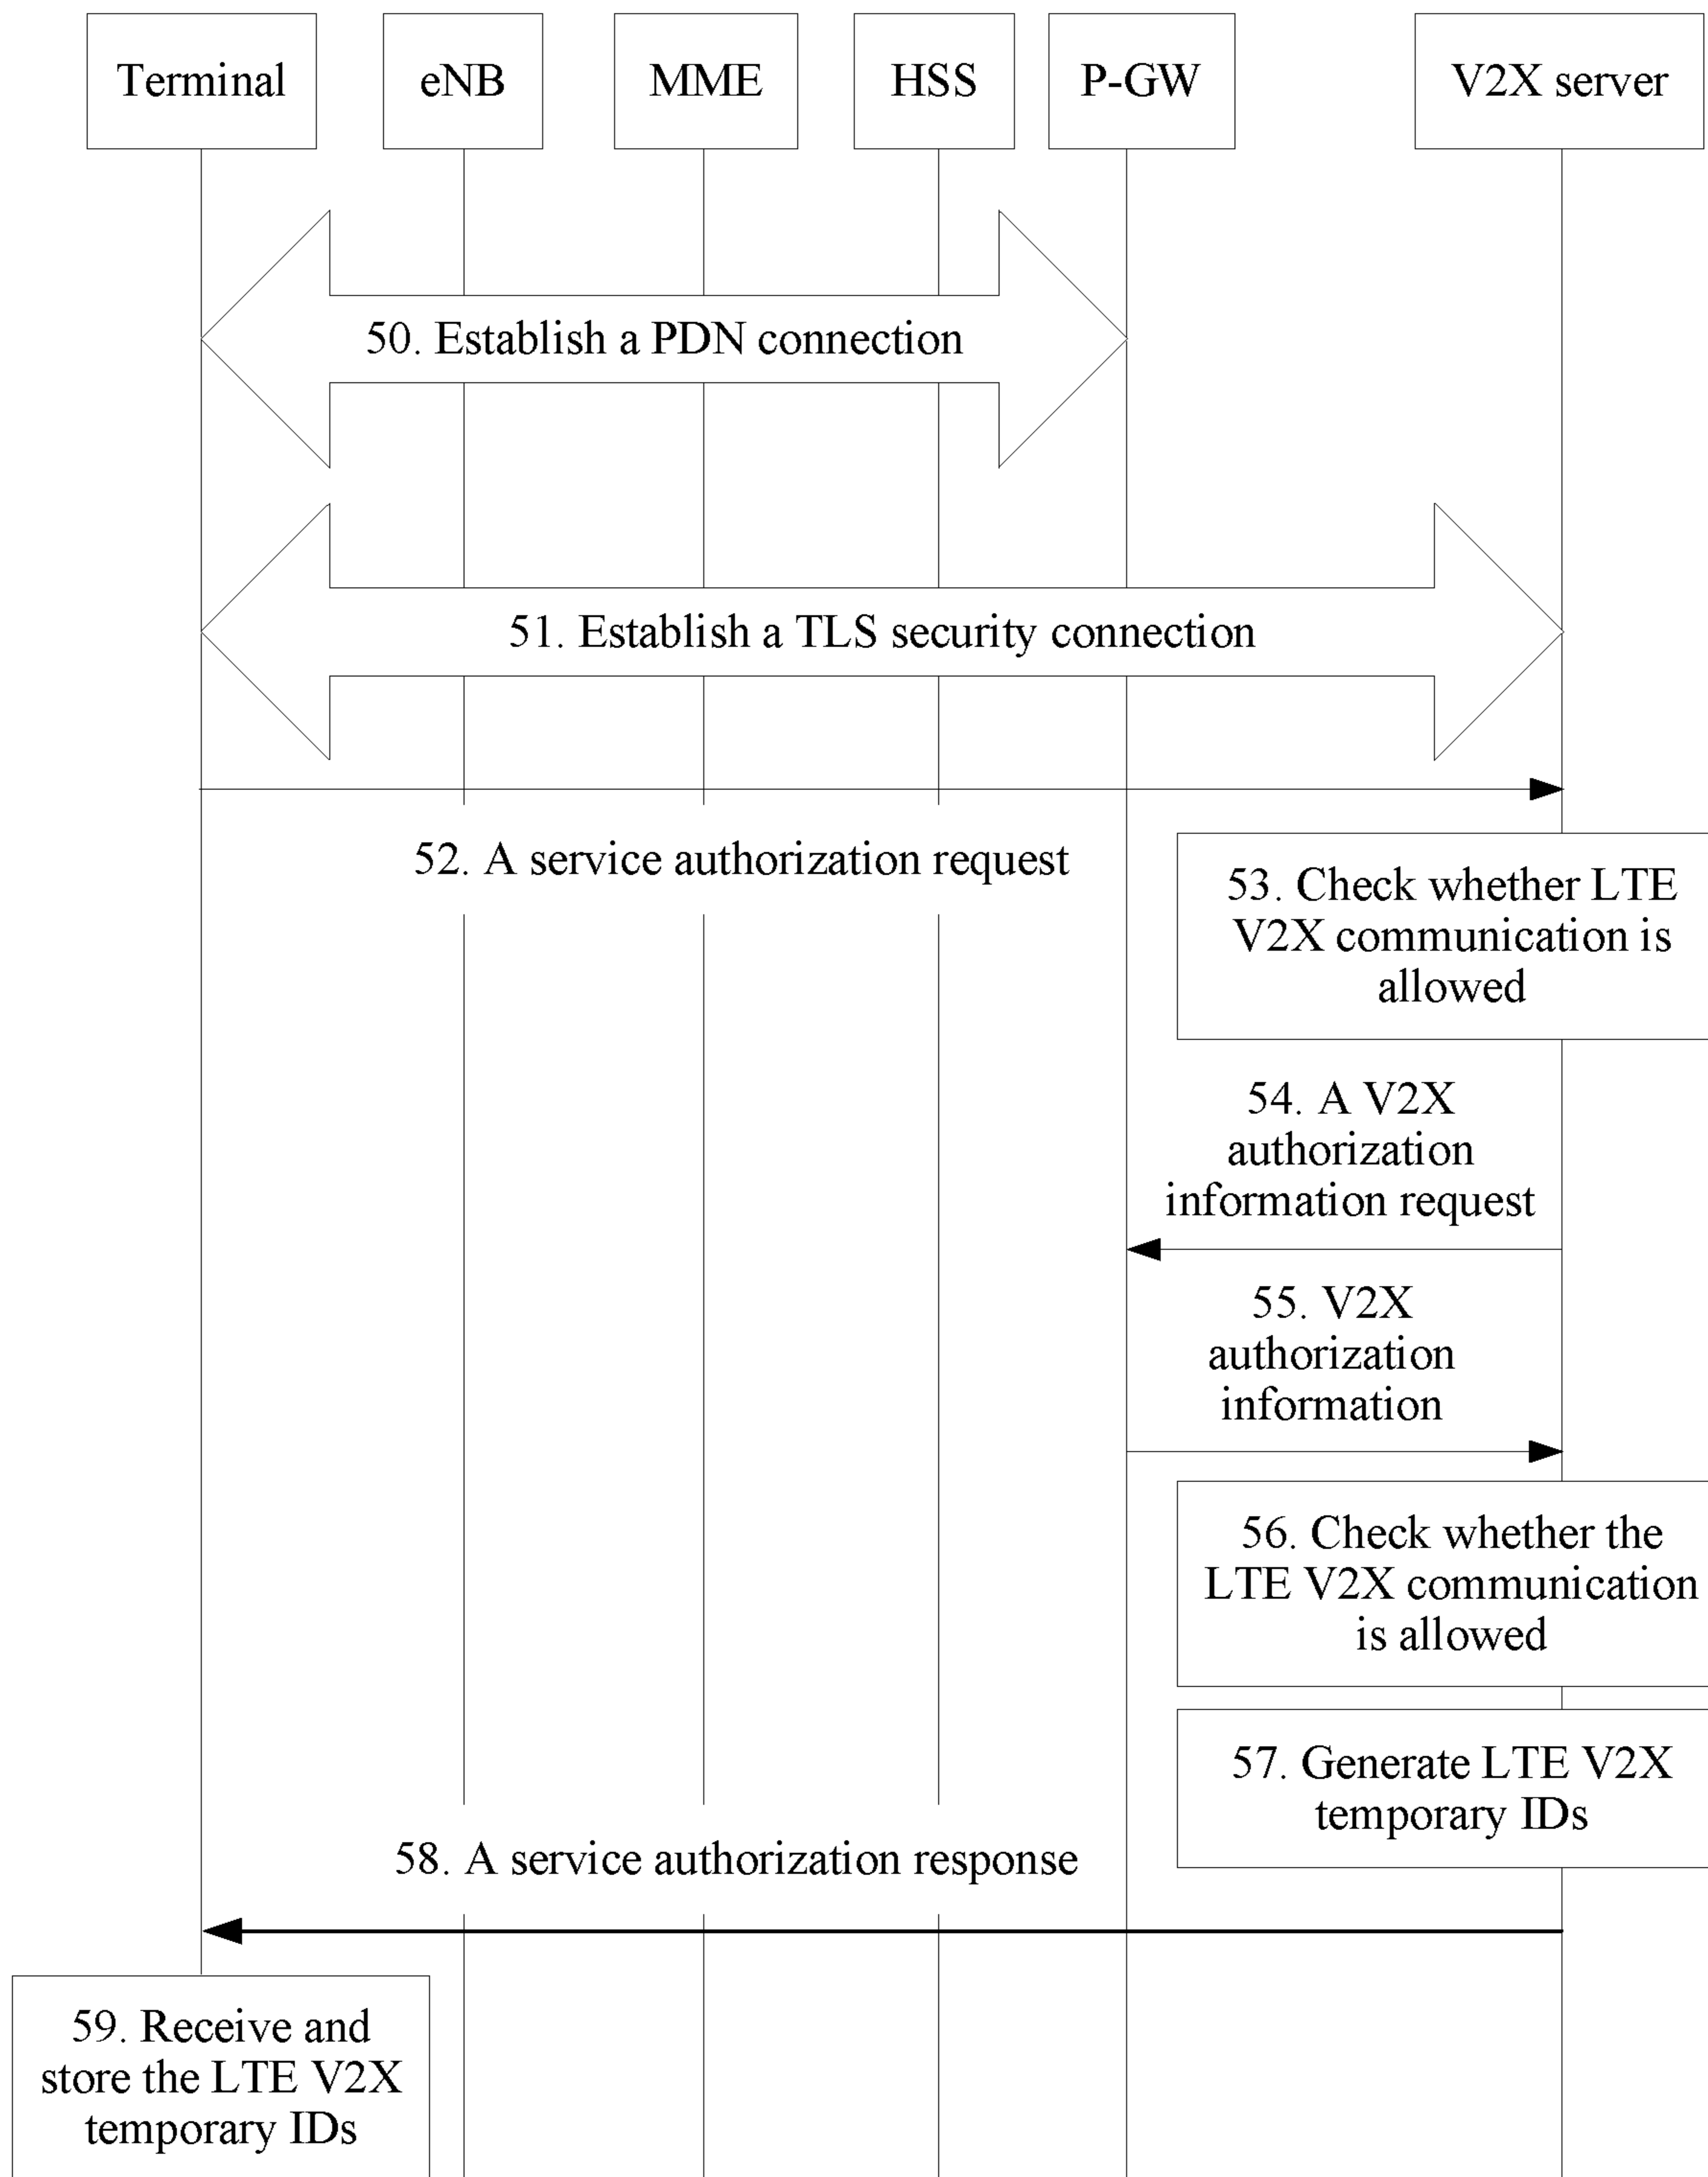 Terminal
eNB
MME
HSS
P-GW
V2X server
50. Establish a PDN connection
51. Establish a TLS security connection
52. A service authorization request
53. Check whether LTE
V2X communication is
allowed
54. A V2X
authorization
information request
55. V2X
authorization
information
56. Check whether the
LTE V2X communication
is allowed
57. Generate LTE V2X
temporary IDs
58. A service authorization response
59. Receive and
store the LTE V2X
temporary IDs